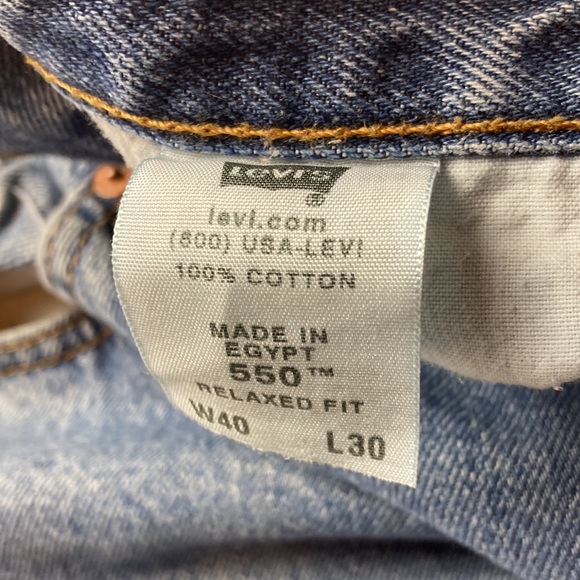 Levi's
®
levi.com
(800) USA-LEVI
100% COTTON
MADE IN
EGYPT
550™
RELAXED FIT
W40 L30